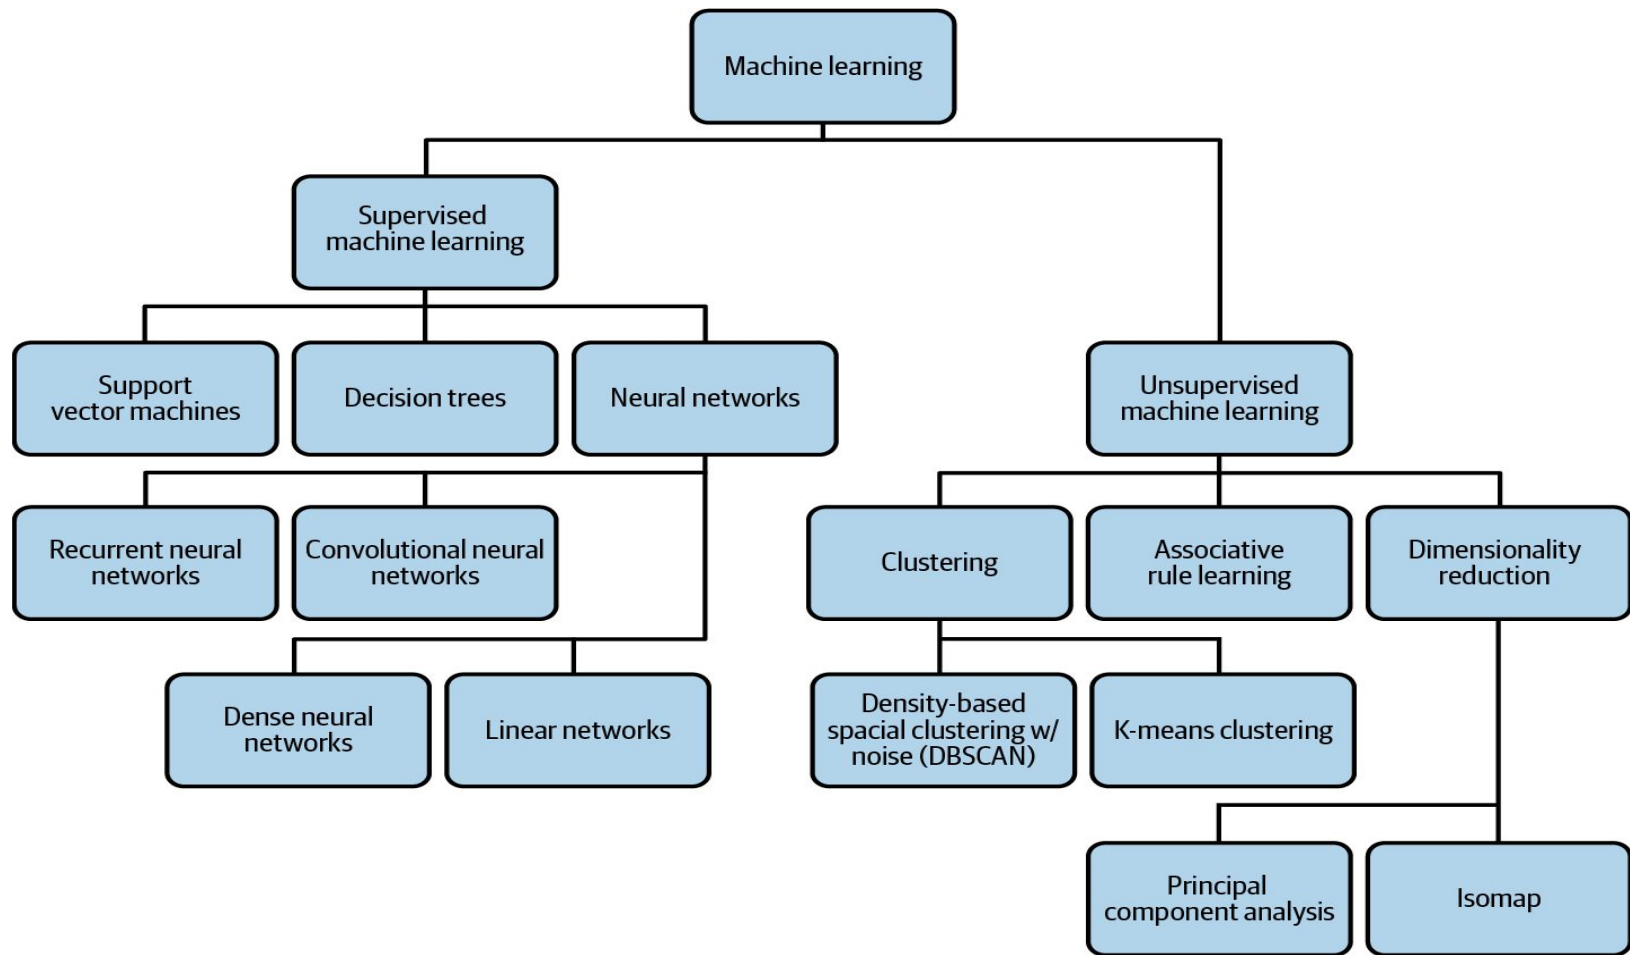 Machine learning
Supervised
machine learning
Support
vector machines
Decision trees
Neural networks
Unsupervised
machine learning
Recurrent neural
networks
Convolutional neural
networks
Clustering
Associative
rule learning
Dimensionality
reduction
Dense neural
networks
Linear networks
Density-based
spacial clustering w/
noise (DBSCAN)
K-means clustering
Principal
component analysis
Isomap